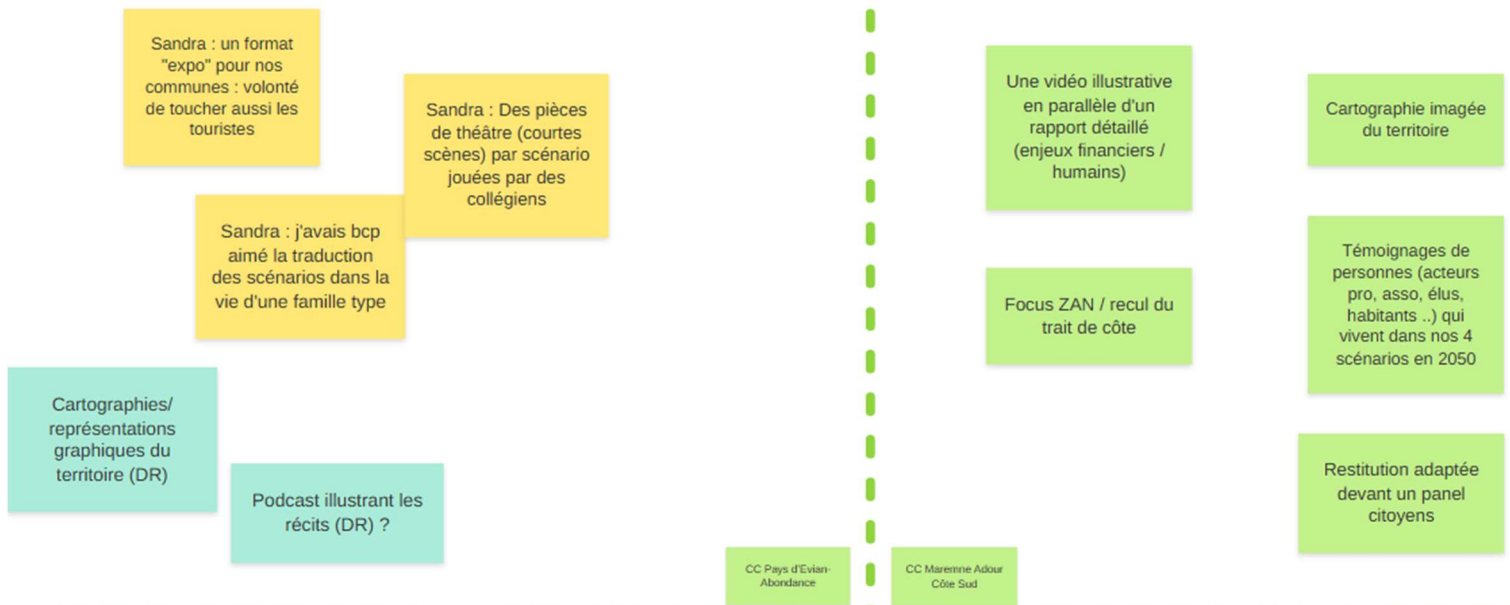 Sandra : un format
"expo" pour nos
communes : volonté
de toucher aussi les
touristes
Sandra : Des pièces
de théâtre (courtes
scènes) par scénario
jouées par des
collégiens
Sandra : j'avais bcp
aimé la traduction
des scénarios dans la
vie d'une famille type
Cartographies/
représentations
graphiques du
territoire (DR)
Podcast illustrant les
récits (DR) ?
CC Pays d'Evian-
Abondance
Une vidéo illustrative
en parallèle d'un
rapport détaillé
(enjeux financiers /
humains)
Cartographie imagée
du territoire
Focus ZAN / recul du
trait de côte
Témoignages de
personnes (acteurs
pro, asso, élus,
habitants ..) qui
vivent dans nos 4
scénarios en 2050
Restitution adaptée
devant un panel
citoyens
CC Maremne Adour
Côte Sud